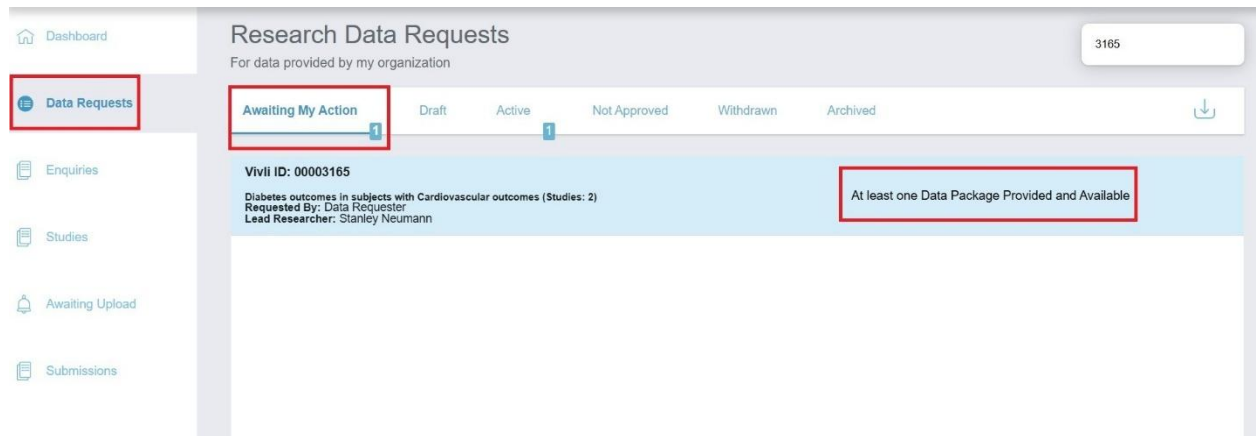 Dashboard
Data Requests
Enquiries
Studies
Awaiting Upload
Submissions
Research Data Requests
For data provided by my organization
3165
Awaiting My Action 1
Draft
Active 1
Not Approved
Withdrawn
Archived
Vivli ID: 00003165
Diabetes outcomes in subjects with Cardiovascular outcomes (Studies: 2)
Requested By: Data Requester
Lead Researcher: Stanley Neumann
At least one Data Package Provided and Available